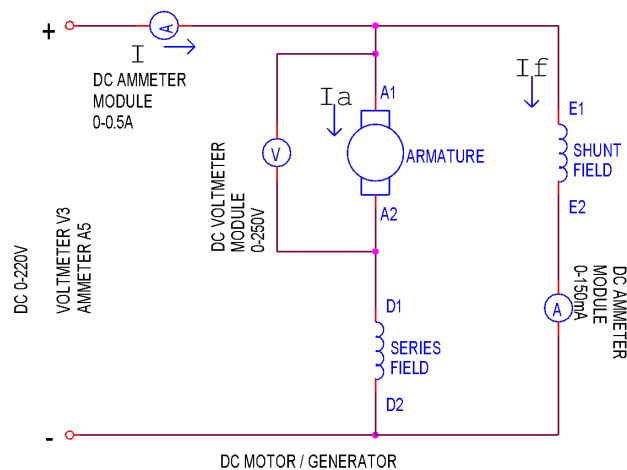 +
A
I
DC AMMETER
MODULE
0-0.5A
Ia
A1
If
E1
V
ARMATURE
SHUNT
FIELD
A2
E2
DC VOLTMETER
MODULE
0-250V
DC 0-220V
VOLTMETER V3
AMMETER A5
D1
A
DC AMMETER
MODULE
0-150mA
SERIES
FIELD
D2
-
DC MOTOR / GENERATOR